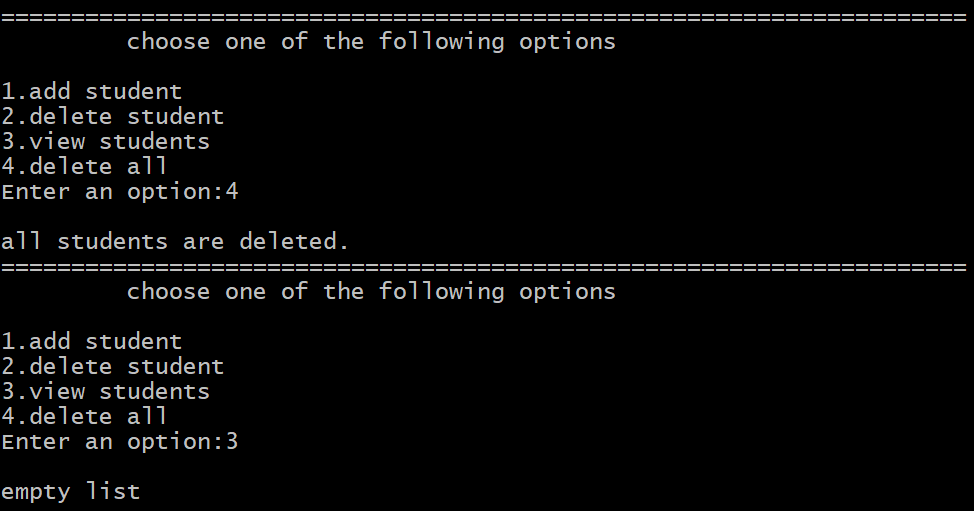 =====================================================================
choose one of the following options
1.add student
2.delete student
3.view students
4.delete all
Enter an option:4
all students are deleted.
=====================================================================
choose one of the following options
1.add student
2.delete student
3.view students
4.delete all
Enter an option:3
empty list